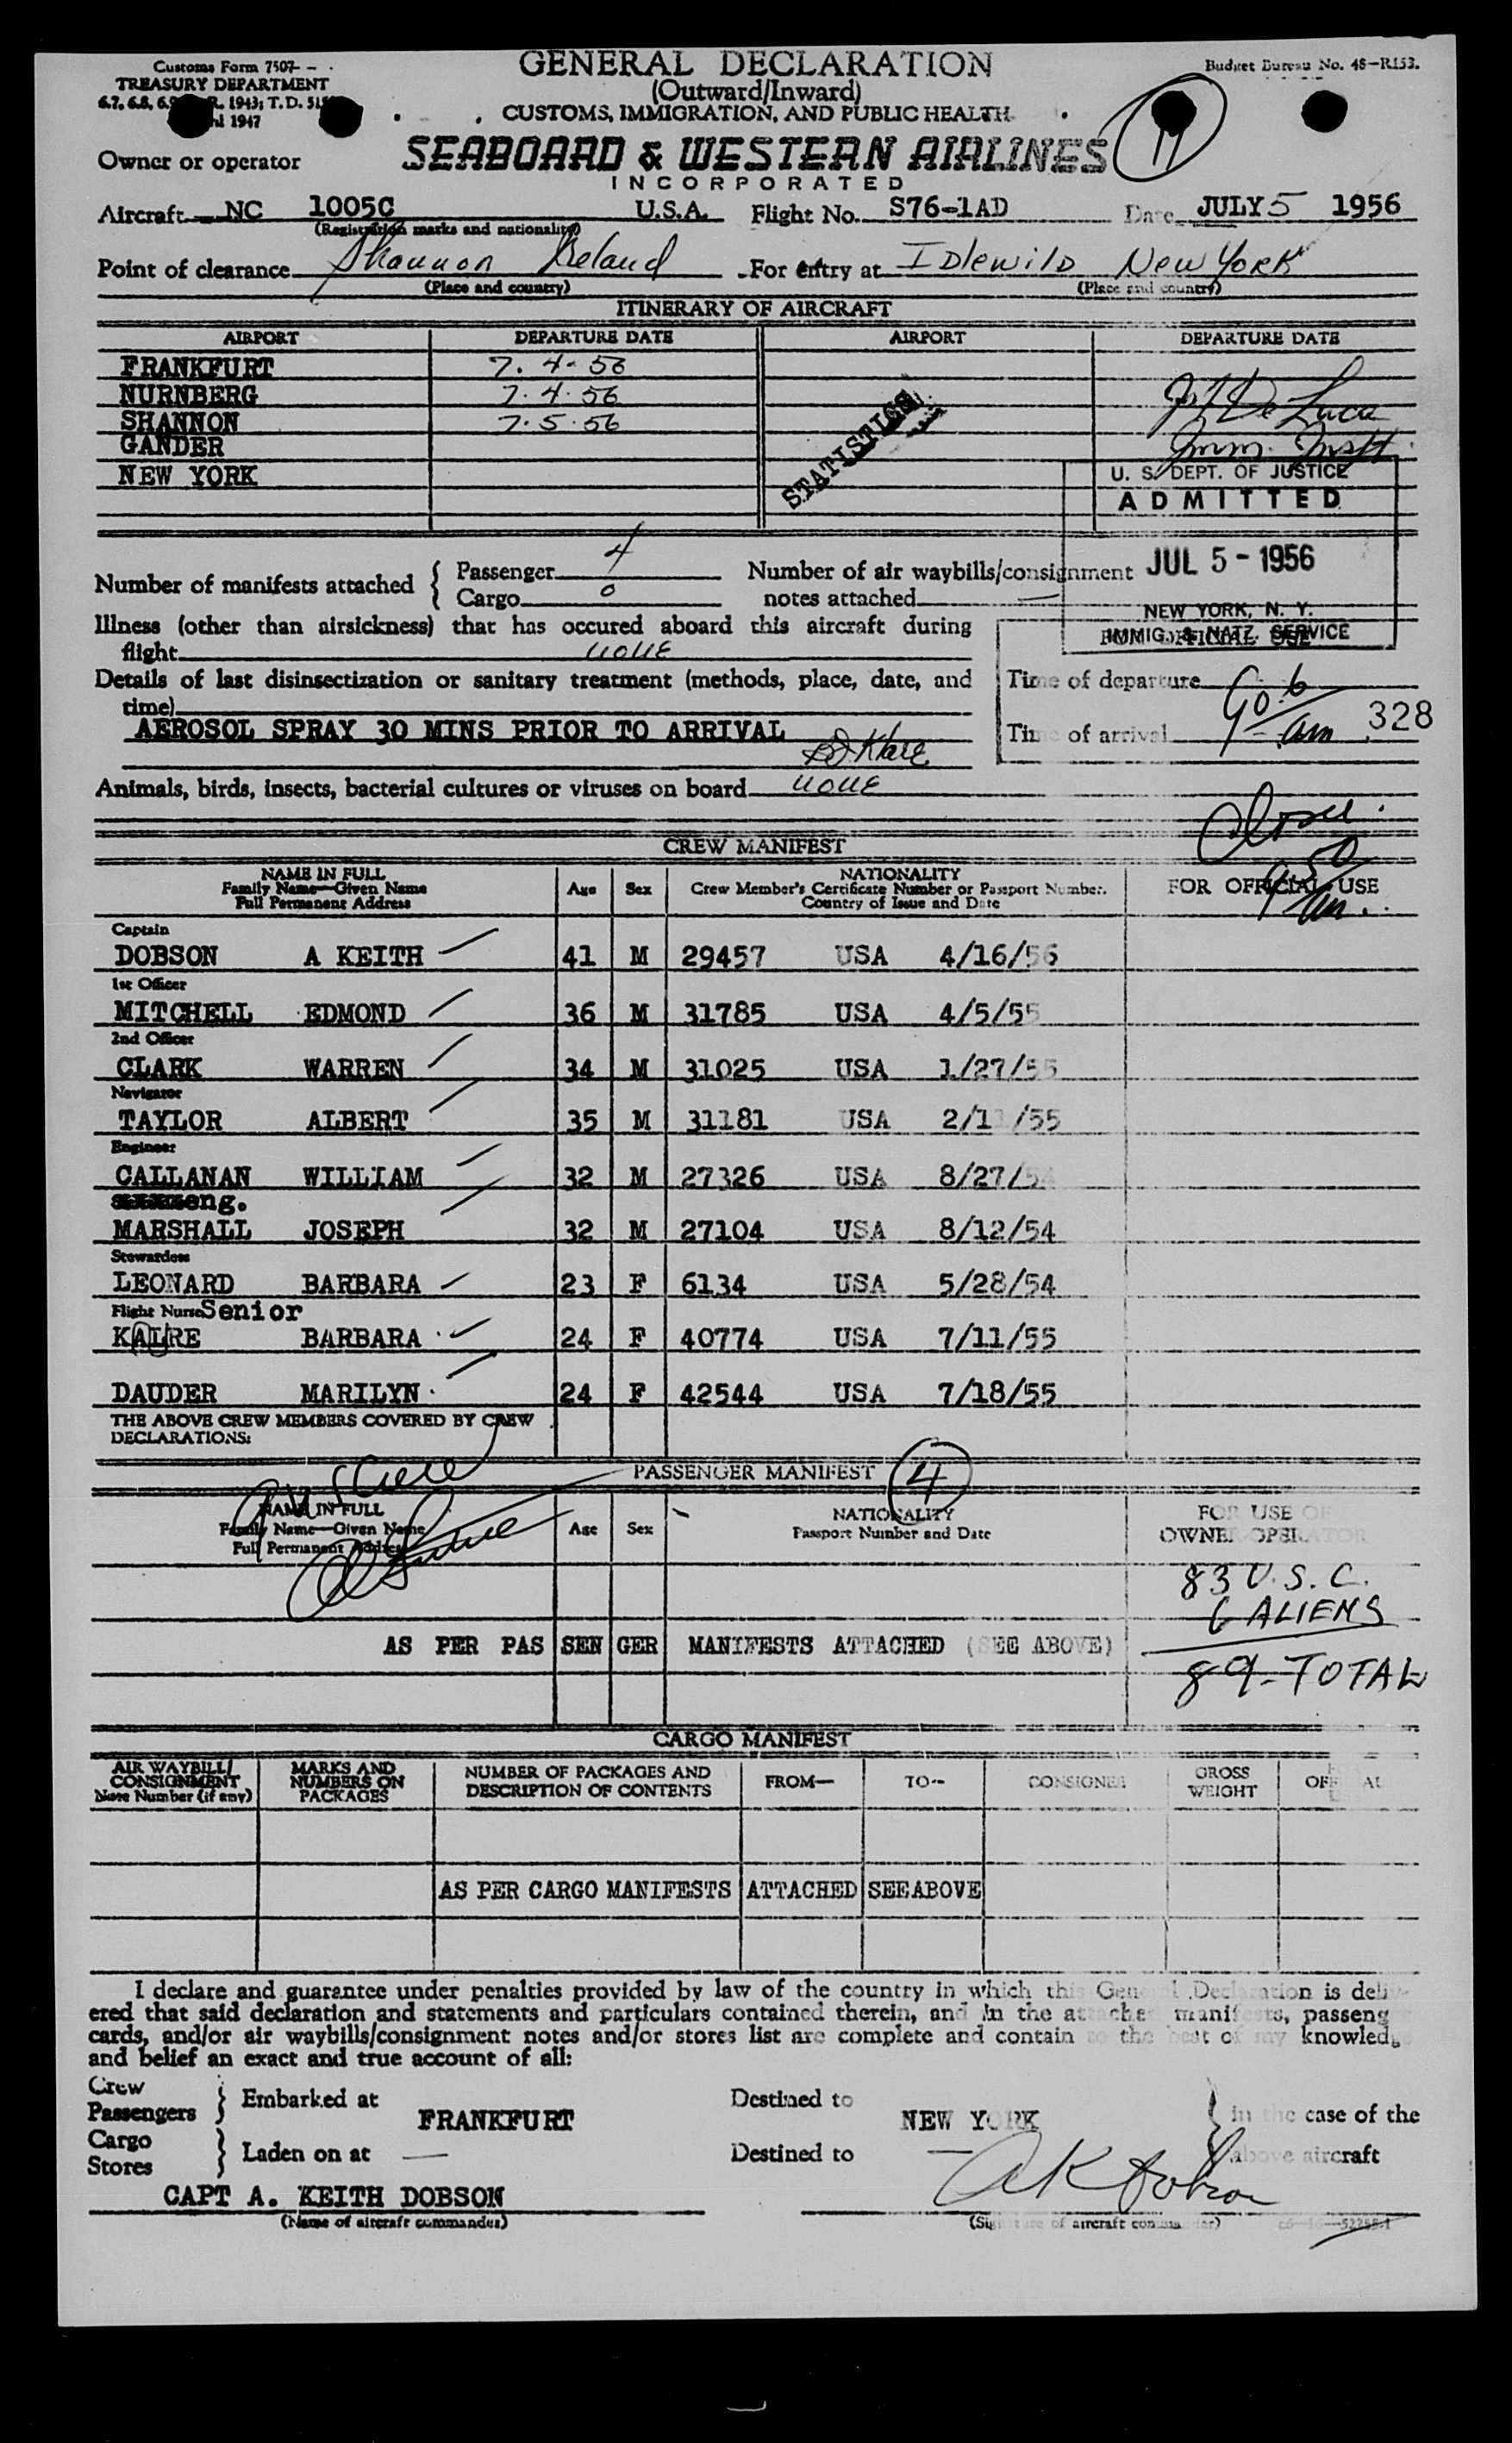 Customs Form 7507
TREASURY DEPARTMENT
1947
GENERAL DECLARATION
(Outward/Inward)
CUSTOMS, IMMIGRATION, AND PUBLIC HEALTH
Budget Bureau No. 48-R153.
Owner or operator
SEABOARD & WESTERN AIRLINES
INCORPORATED
Aircraft NC 1005C U.S.A. Flight No. S76-1AD Date JULY 5 1956
(Registration marks and nationality)
Point of clearance Shannon Ireland For entry at IDlewilD New York
(Place and country) (Place and country)
ITINERARY OF AIRCRAFT
AIRPORT DEPARTURE DATE AIRPORT DEPARTURE DATE
FRANKFURT 7.4-56
NURNBERG 7.4.56
SHANNON 7.5.56
GANDER
NEW YORK
STATISTICS
U. S. DEPT. OF JUSTICE
ADMITTED
JUL 5 - 1956
NEW YORK, N. Y.
IMMIG. & NATZ. SERVICE
Number of manifests attached { Passenger 4
Cargo 0
Number of air waybills/consignment
notes attached —
Illness (other than airsickness) that has occured aboard this aircraft during
flight none
Details of last disinsectization or sanitary treatment (methods, place, date, and
time)
AEROSOL SPRAY 30 MINS PRIOR TO ARRIVAL
Time of departure
Time of arrival
am 328
Animals, birds, insects, bacterial cultures or viruses on board none
CREW MANIFEST
NAME IN FULL
Family Name—Given Name
Full Permanent Address
Age Sex
NATIONALITY
Crew Member's Certificate Number or Passport Number.
Country of Issue and Date
FOR OFFICIAL USE
Captain
DOBSON A KEITH 41 M 29457 USA 4/16/56
1st Officer
MITCHELL EDMOND 36 M 31785 USA 4/5/55
2nd Officer
CLARK WARREN 34 M 31025 USA 1/27/55
Navigator
TAYLOR ALBERT 35 M 31181 USA
Engineer
CALLANAN WILLIAM 32 M 27326 USA 8/27/54
eng.
MARSHALL JOSEPH 32 M 27104 USA 8/12/54
Stewardess
LEONARD BARBARA 23 F 6134 USA 5/28/54
Flight Nurse Senior
KALRE BARBARA 24 F 40774 USA 7/11/55
DAUDER MARILYN 24 F 42544 USA 7/18/55
THE ABOVE CREW MEMBERS COVERED BY CREW
DECLARATIONS:
PASSENGER MANIFEST 4
NAME IN FULL
Family Name—Given Name
Full Permanent Address
Age Sex
NATIONALITY
Passport Number and Date
FOR USE OF
OWNER OPERATOR
83 U.S.C.
6 ALIENS
AS PER PASSENGER MANIFESTS ATTACHED (SEE ABOVE)
89-TOTAL
CARGO MANIFEST
AIR WAYBILL/
CONSIGNMENT
Note Number (if any)
MARKS AND
NUMBERS ON
PACKAGES
NUMBER OF PACKAGES AND
DESCRIPTION OF CONTENTS
FROM— TO— CONSIGNEE
GROSS
WEIGHT
AS PER CARGO MANIFESTS ATTACHED SEE ABOVE
I declare and guarantee under penalties provided by law of the country in which this General Declaration is deliv-
ered that said declaration and statements and particulars contained therein, and in the attached manifests, passenger
cards, and/or air waybills/consignment notes and/or stores list are complete and contain to the best of my knowledge
and belief an exact and true account of all:
Crew
Passengers } Embarked at FRANKFURT Destined to NEW YORK } In the case of the
Cargo
Stores } Laden on at — Destined to — above aircraft
CAPT A. KEITH DOBSON AK Dobson
(Name of aircraft commander) (Signature of aircraft commander)